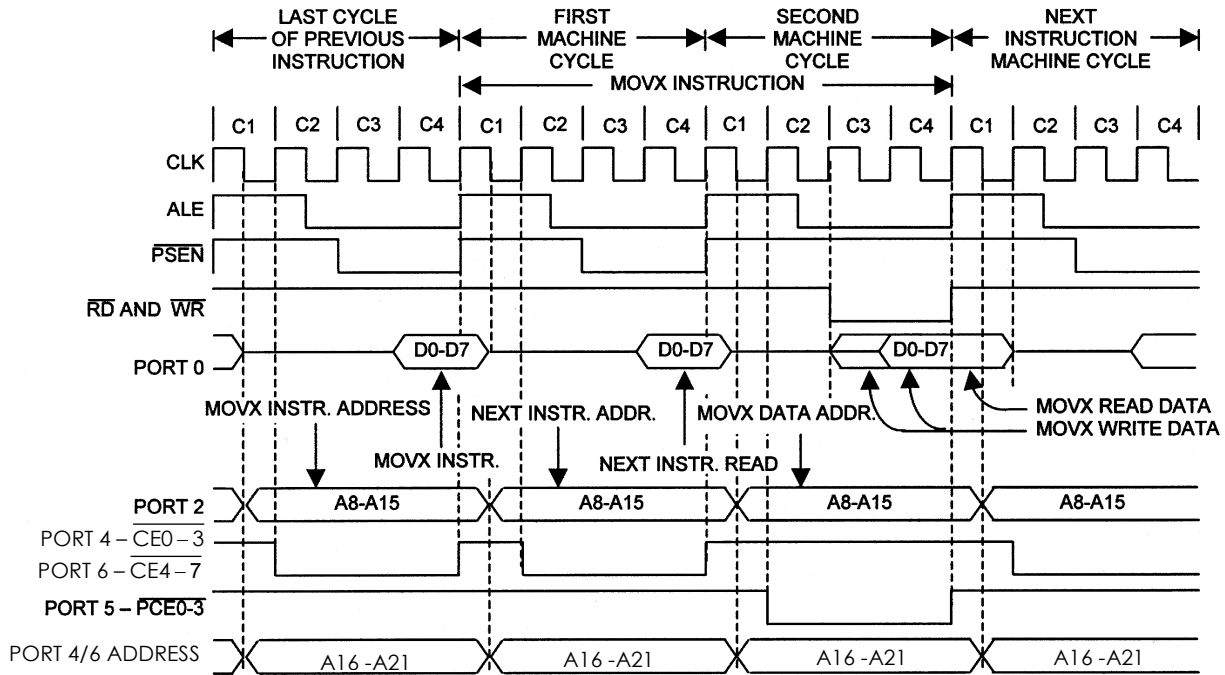 LAST CYCLE
OF PREVIOUS
INSTRUCTION
FIRST
MACHINE
CYCLE
SECOND
MACHINE
CYCLE
NEXT
INSTRUCTION
MACHINE CYCLE
MOVX INSTRUCTION
C1 C2 C3 C4 C1 C2 C3 C4 C1 C2 C3 C4 C1 C2 C3 C4
CLK
ALE
PSEN
RD AND WR
PORT 0
D0-D7 D0-D7 D0-D7
MOVX INSTR. ADDRESS NEXT INSTR. ADDR. MOVX DATA ADDR.
MOVX READ DATA
MOVX WRITE DATA
MOVX INSTR. NEXT INSTR. READ
PORT 2 A8-A15 A8-A15 A8-A15 A8-A15
PORT 4 – CE0 – 3
PORT 6 – CE4 – 7
PORT 5 – PCE0-3
PORT 4/6 ADDRESS A16 -A21 A16 -A21 A16 -A21 A16 -A21